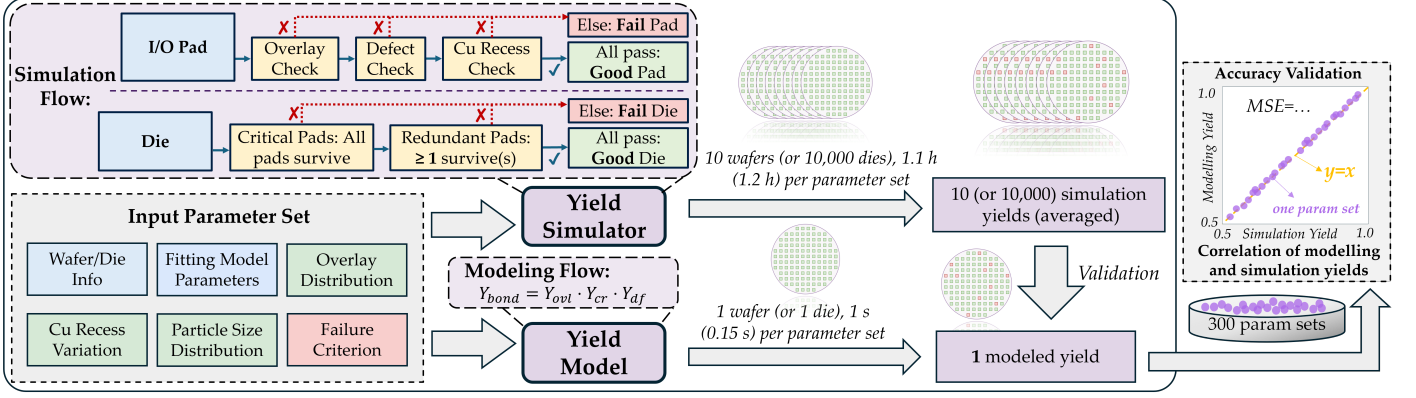 Simulation
Flow:
I/O Pad
✗
✗
✗
Overlay
Check
Defect
Check
Cu Recess
Check
✓
Else: Fail Pad
All pass:
Good Pad
Die
✗
✗
Critical Pads: All
pads survive
Redundant Pads:
≥ 1 survive(s)
✓
Else: Fail Die
All pass:
Good Die
Input Parameter Set
Wafer/Die
Info
Fitting Model
Parameters
Overlay
Distribution
Cu Recess
Variation
Particle Size
Distribution
Failure
Criterion
Yield
Simulator
Modeling Flow:
Y_bond = Y_ovl · Y_cr · Y_df
Yield
Model
10 wafers (or 10,000 dies), 1.1 h
(1.2 h) per parameter set
1 wafer (or 1 die), 1 s
(0.15 s) per parameter set
10 (or 10,000) simulation
yields (averaged)
Validation
1 modeled yield
Accuracy Validation
1.0
MSE=…
Modelling Yield
y=x
one param set
0.5
0.5
Simulation Yield
1.0
Correlation of modelling
and simulation yields
300 param sets